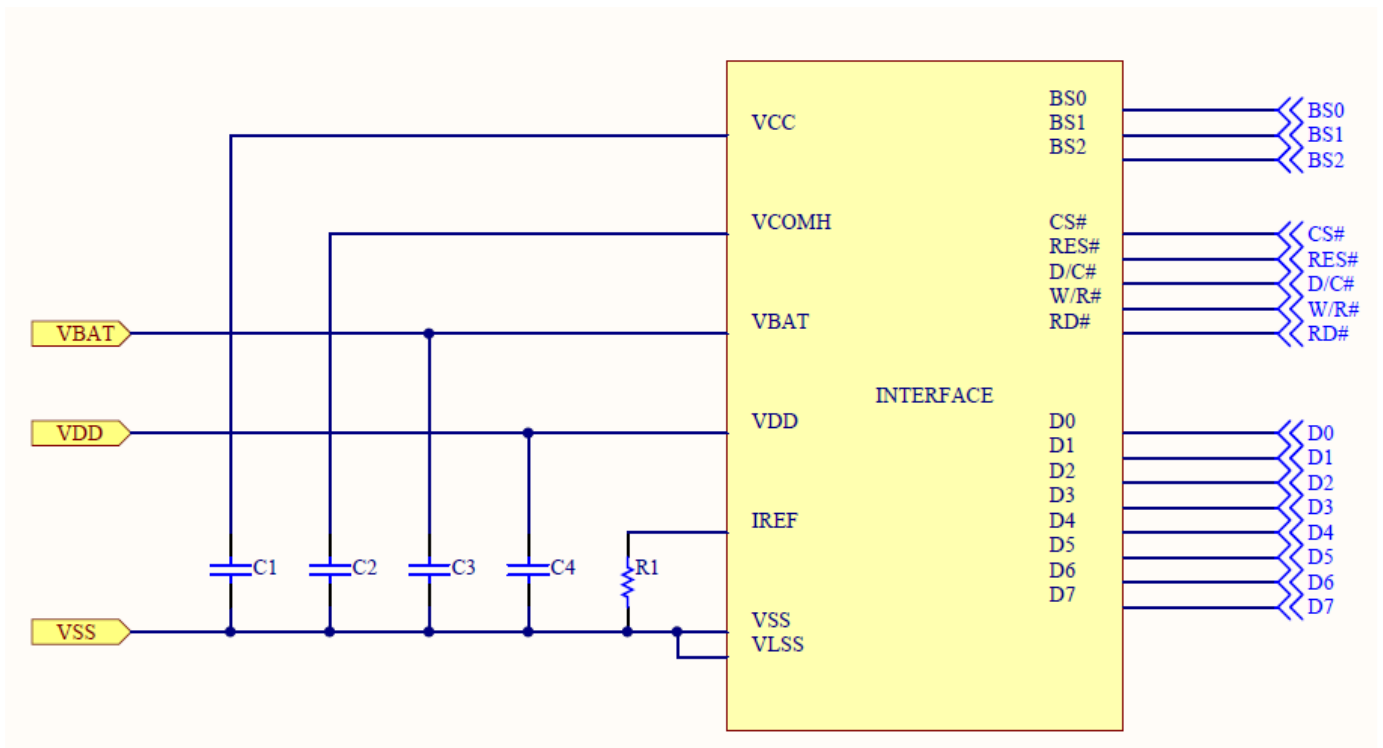 BS0
BS0
VCC
BS1
BS1
BS2
BS2
VCOMH
CS#
CS#
RES#
RES#
D/C#
D/C#
W/R#
W/R#
VBAT
VBAT
RD#
RD#
INTERFACE
VDD
VDD
D0
D0
D1
D1
D2
D2
D3
D3
IREF
D4
D4
D5
D5
C1
C2
C3
C4
R1
D6
D6
D7
D7
VSS
VSS
VLSS